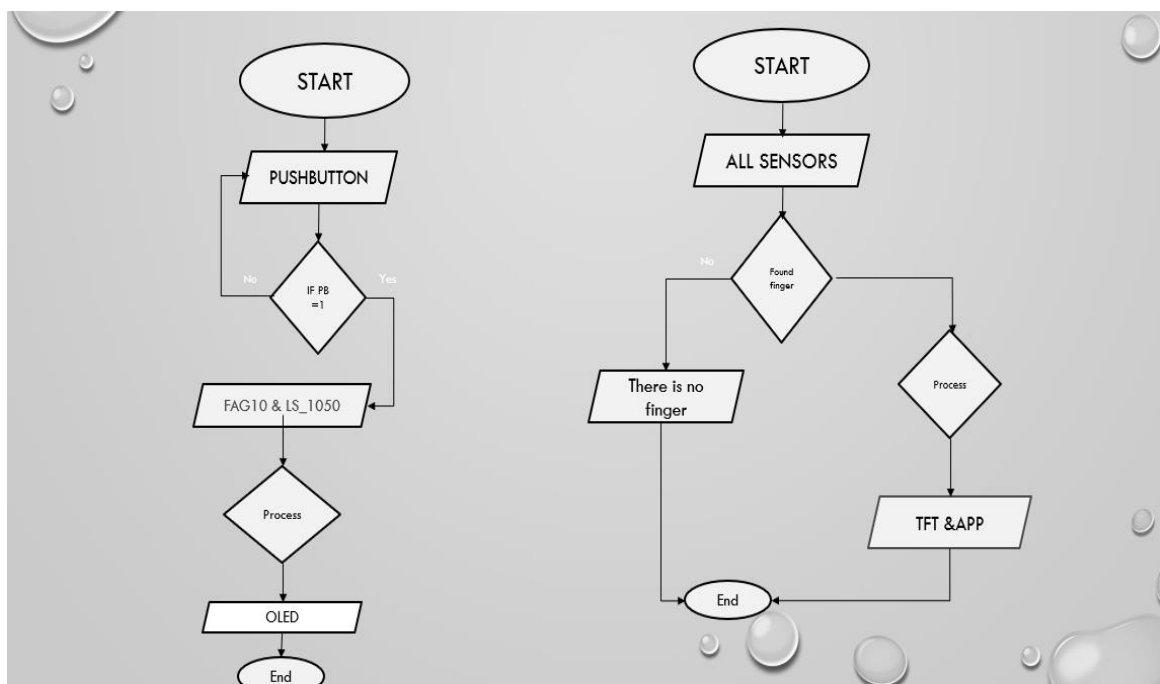 START
PUSHBUTTON
No
Yes
IF PB
=1
FAG10 & LS_1050
Process
OLED
End
START
ALL SENSORS
No
Found
finger
There is no
finger
Process
TFT &APP
End